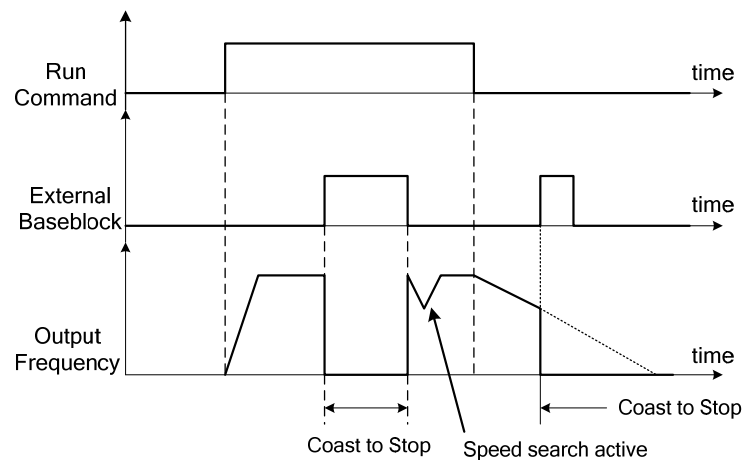 Run
Command
time
External
Baseblock
time
Output
Frequency
time
Coast to Stop
Coast to Stop
Speed search active